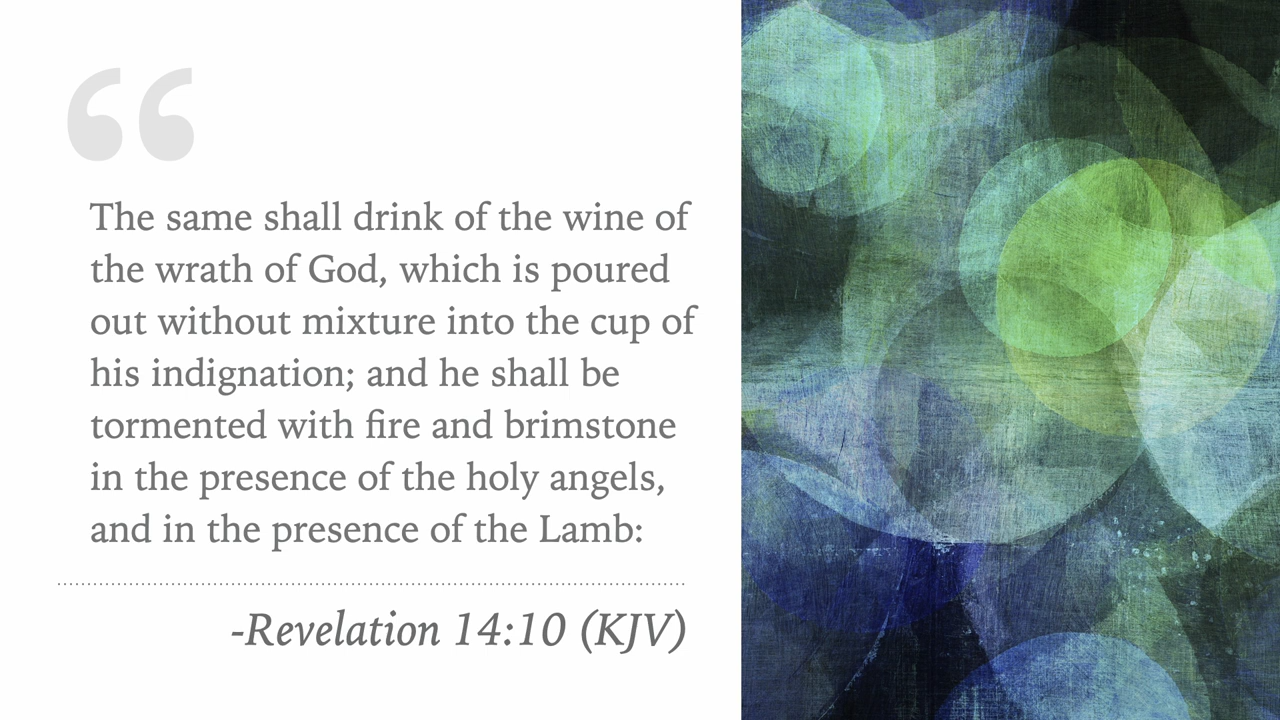 “
The same shall drink of the wine of
the wrath of God, which is poured
out without mixture into the cup of
his indignation; and he shall be
tormented with fire and brimstone
in the presence of the holy angels,
and in the presence of the Lamb:
-Revelation 14:10 (KJV)